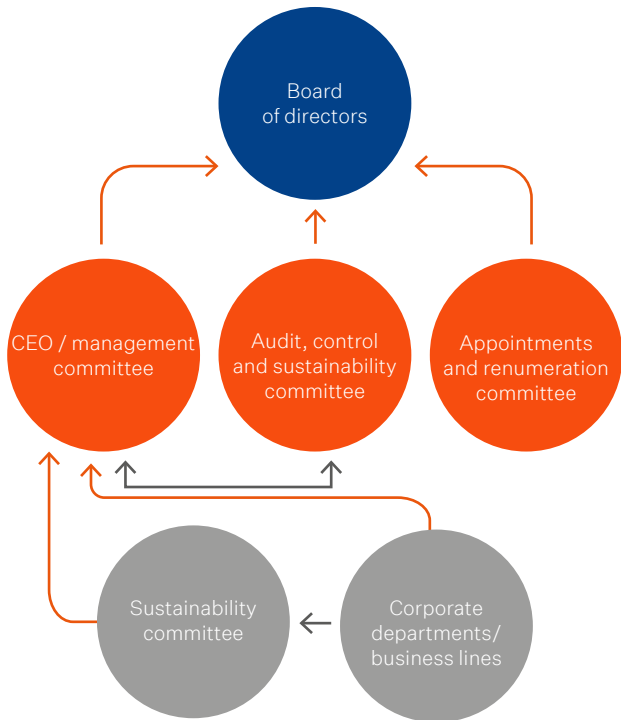 Board
of directors
CEO / management
committee
Audit, control
and sustainability
committee
Appointments
and renumeration
committee
Sustainability
committee
Corporate
departments/
business lines